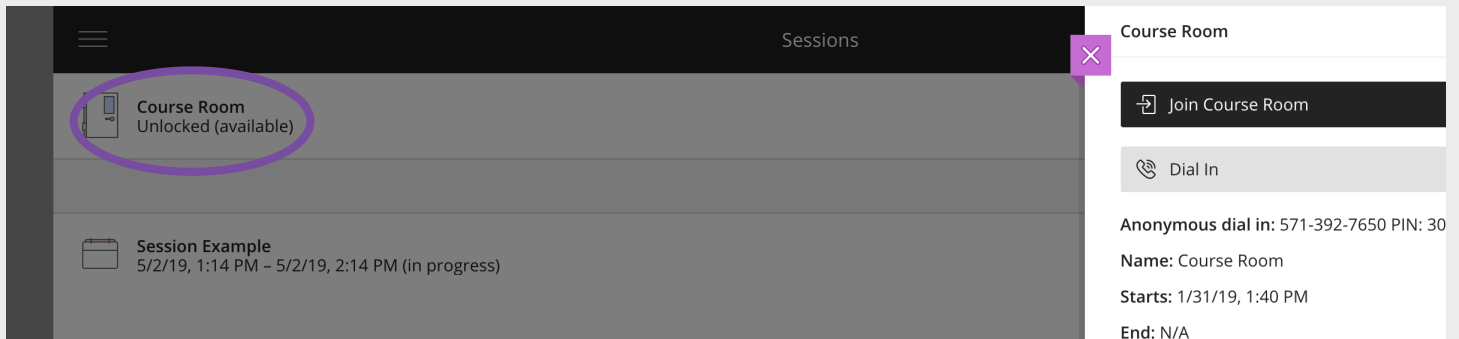 Sessions
Course Room
Unlocked (available)
Session Example
5/2/19, 1:14 PM – 5/2/19, 2:14 PM (in progress)
Course Room
Join Course Room
Dial In
Anonymous dial in: 571-392-7650 PIN: 30
Name: Course Room
Starts: 1/31/19, 1:40 PM
End: N/A